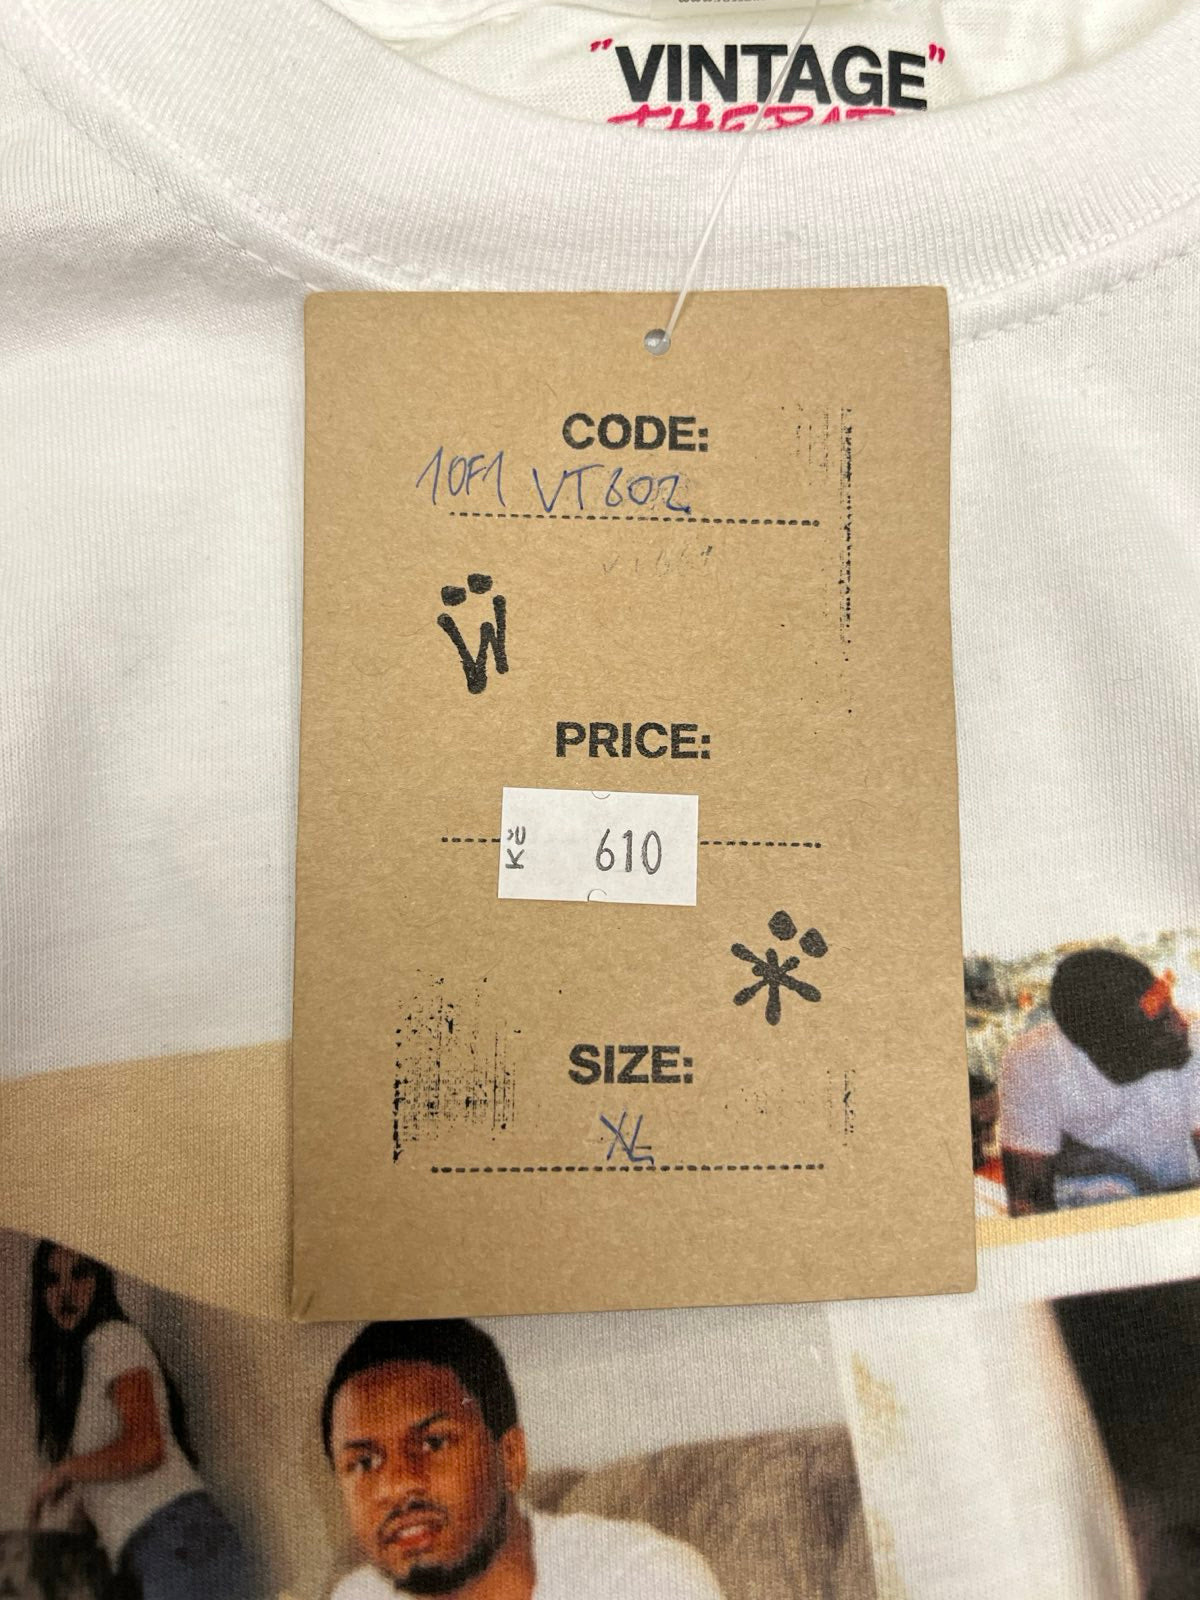 "VINTAGE"
CODE:
1OF1 VT602
PRICE:
Kč 610
SIZE:
XL